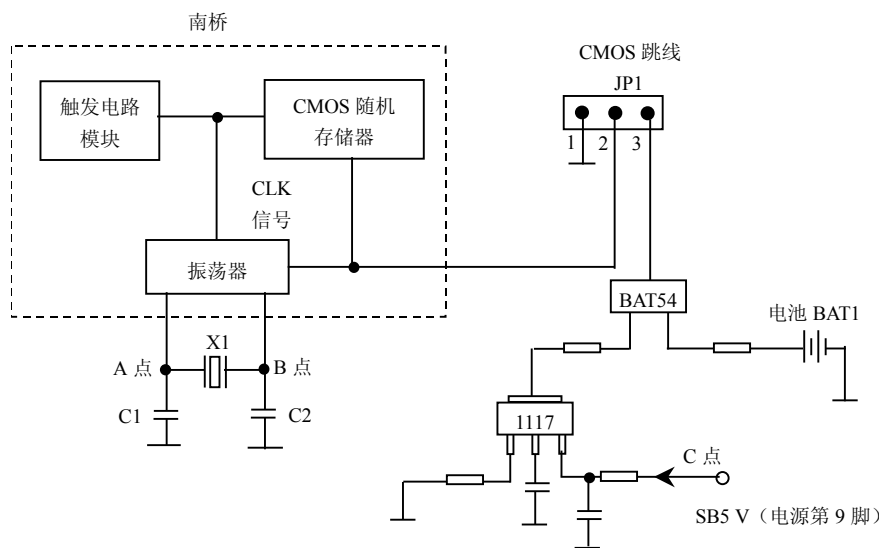 南桥
触发电路
模块
CMOS 随机
存储器
CLK
信号
振荡器
A 点
X1
B 点
C1
C2
CMOS 跳线
JP1
1
2
3
BAT54
电池 BAT1
1117
C 点
SB5 V（电源第 9 脚）